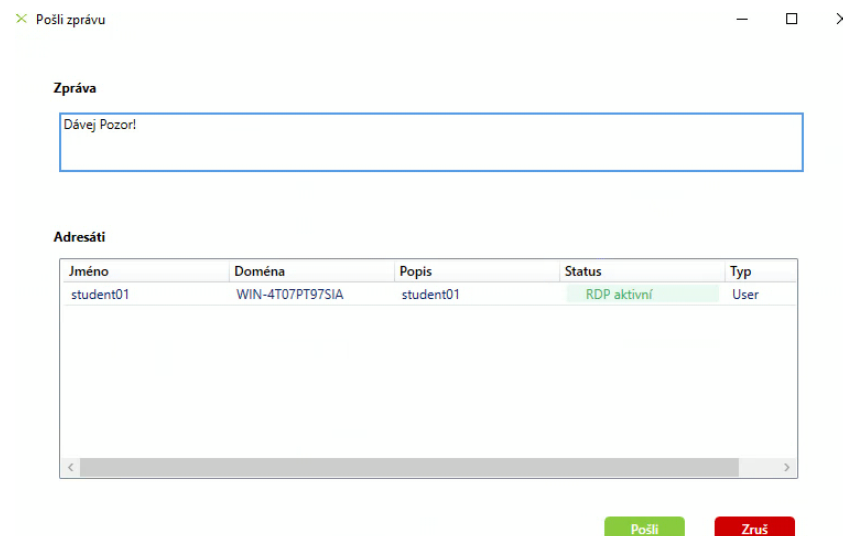 Pošli zprávu
Zpráva
Dávej Pozor!
Adresáti
Jméno Doména Popis Status Typ
student01 WIN-4T07PT97SIA student01 RDP aktivní User
Pošli Zruš